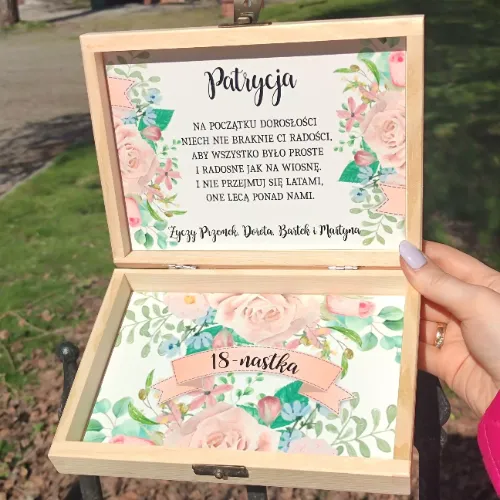 Patrycja
NA POCZĄTKU DOROSŁOŚCI
NIECH NIE BRAKNIE CI RADOŚCI,
ABY WSZYSTKO BYŁO PROSTE
I RADOSNE JAK NA WIOSNĘ.
I NIE PRZEJMUJ SIĘ LATAMI,
ONE LECĄ PONAD NAMI.
Życzy Przemek, Dorota, Bartek i Martyna
18-nastka